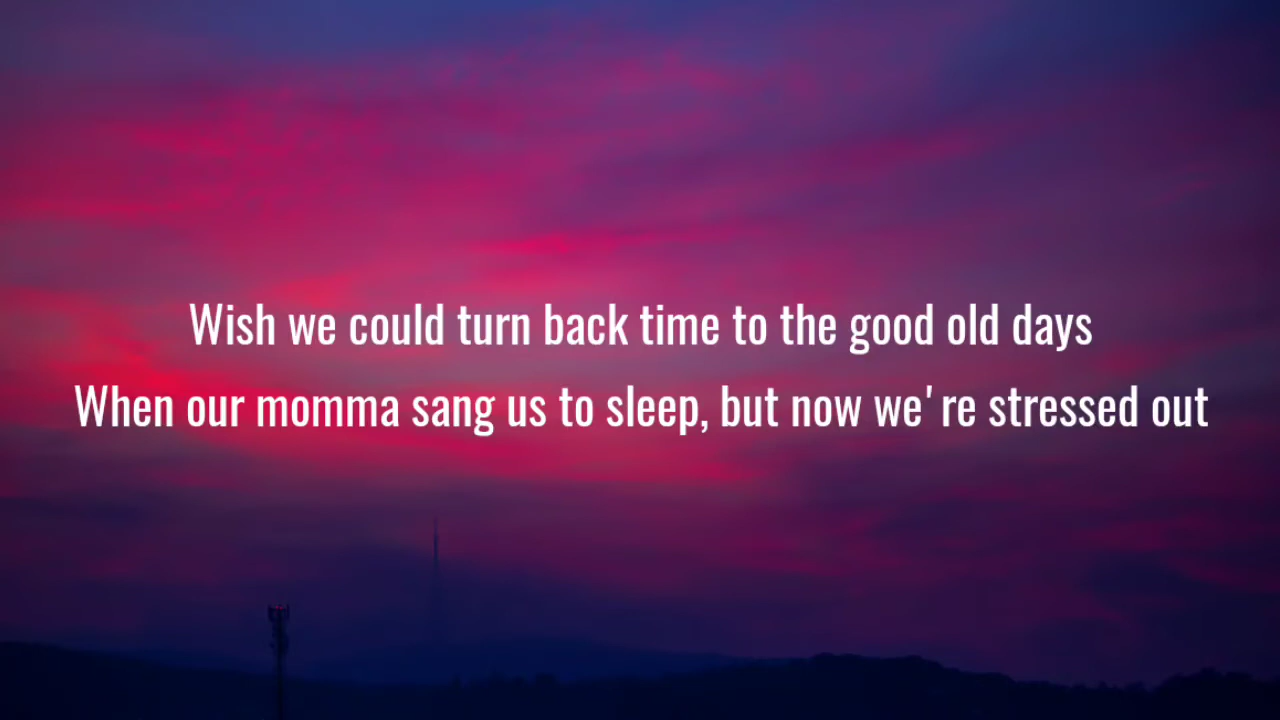 Wish we could turn back time to the good old days
When our momma sang us to sleep, but now we're stressed out